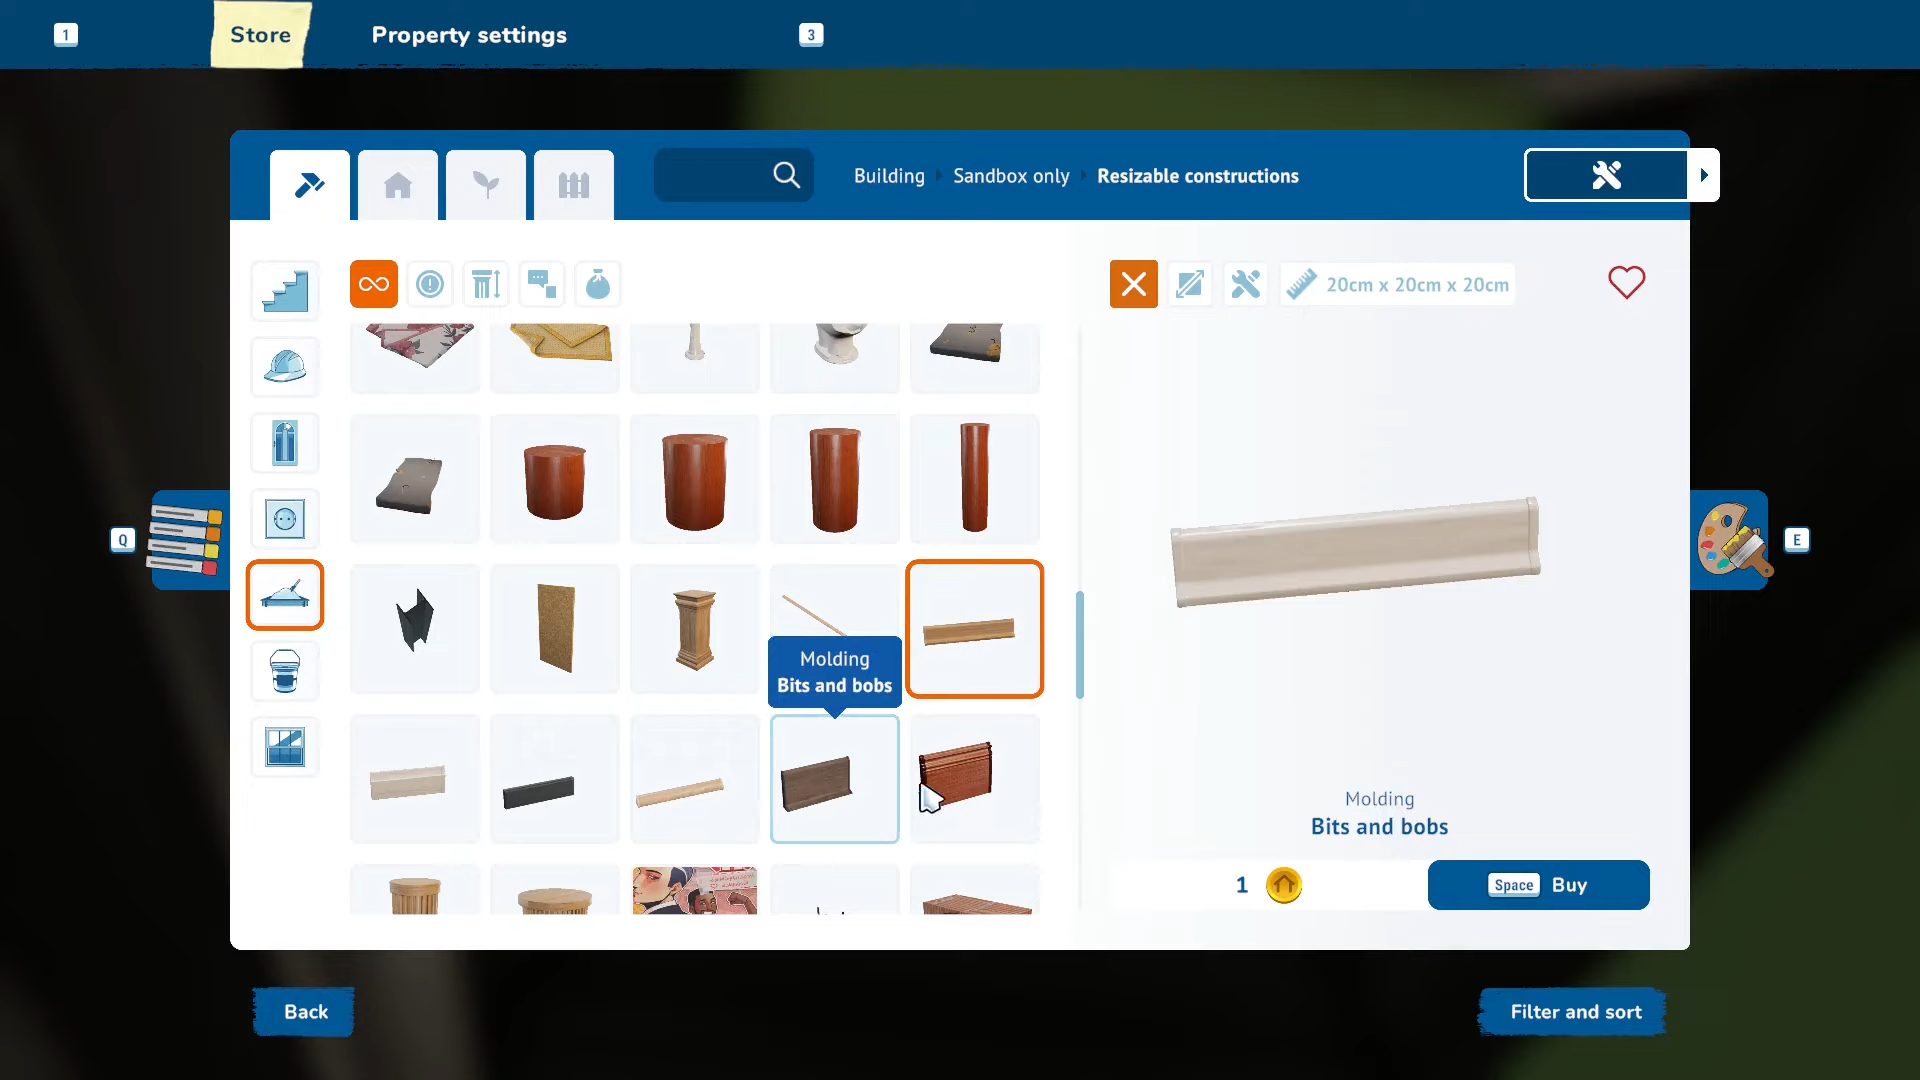 1
Store
Property settings
3
Building
Sandbox only
Resizable constructions
20cm x 20cm x 20cm
Q
E
Molding
Bits and bobs
Molding
Bits and bobs
1
Space
Buy
Back
Filter and sort